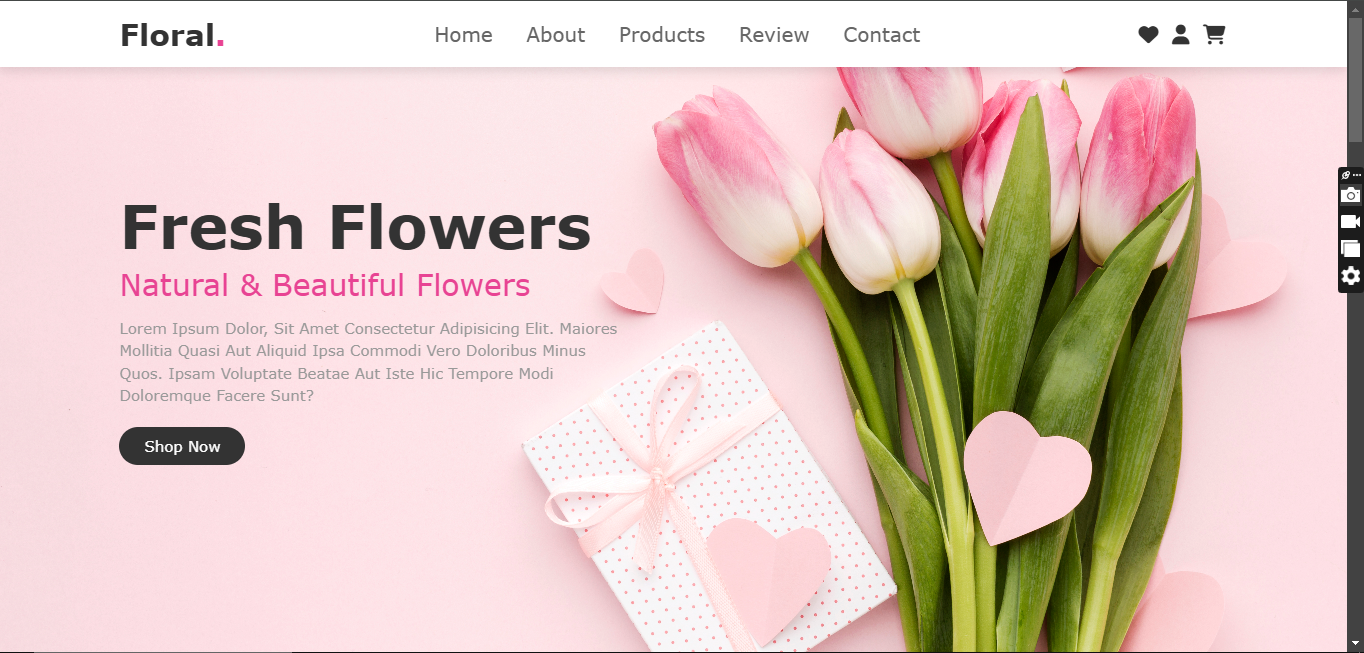 Floral.
Home About Products Review Contact
Fresh Flowers
Natural & Beautiful Flowers
Lorem Ipsum Dolor, Sit Amet Consectetur Adipisicing Elit. Maiores
Mollitia Quasi Aut Aliquid Ipsa Commodi Vero Doloribus Minus
Quos. Ipsam Voluptate Beatae Aut Iste Hic Tempore Modi
Doloremque Facere Sunt?
Shop Now